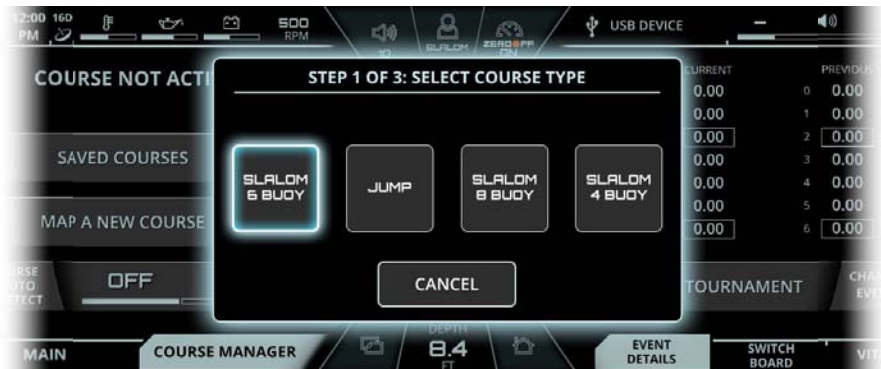 12:00 16D 500 USB DEVICE
PM RPM
10 SLALOM ZEROOFF ON
COURSE NOT ACTI
STEP 1 OF 3: SELECT COURSE TYPE
CURRENT PREVIOUS
0.00 0 0.00
0.00 1 0.00
0.00 2 0.00
SAVED COURSES
0.00 3 0.00
SLALOM 6 BUOY JUMP SLALOM 8 BUOY SLALOM 4 BUOY
0.00 4 0.00
0.00 5 0.00
MAP A NEW COURSE
0.00 6 0.00
OFF
CANCEL
TOURNAMENT
DEPTH
MAIN COURSE MANAGER 8.4 EVENT DETAILS SWITCH BOARD
FT